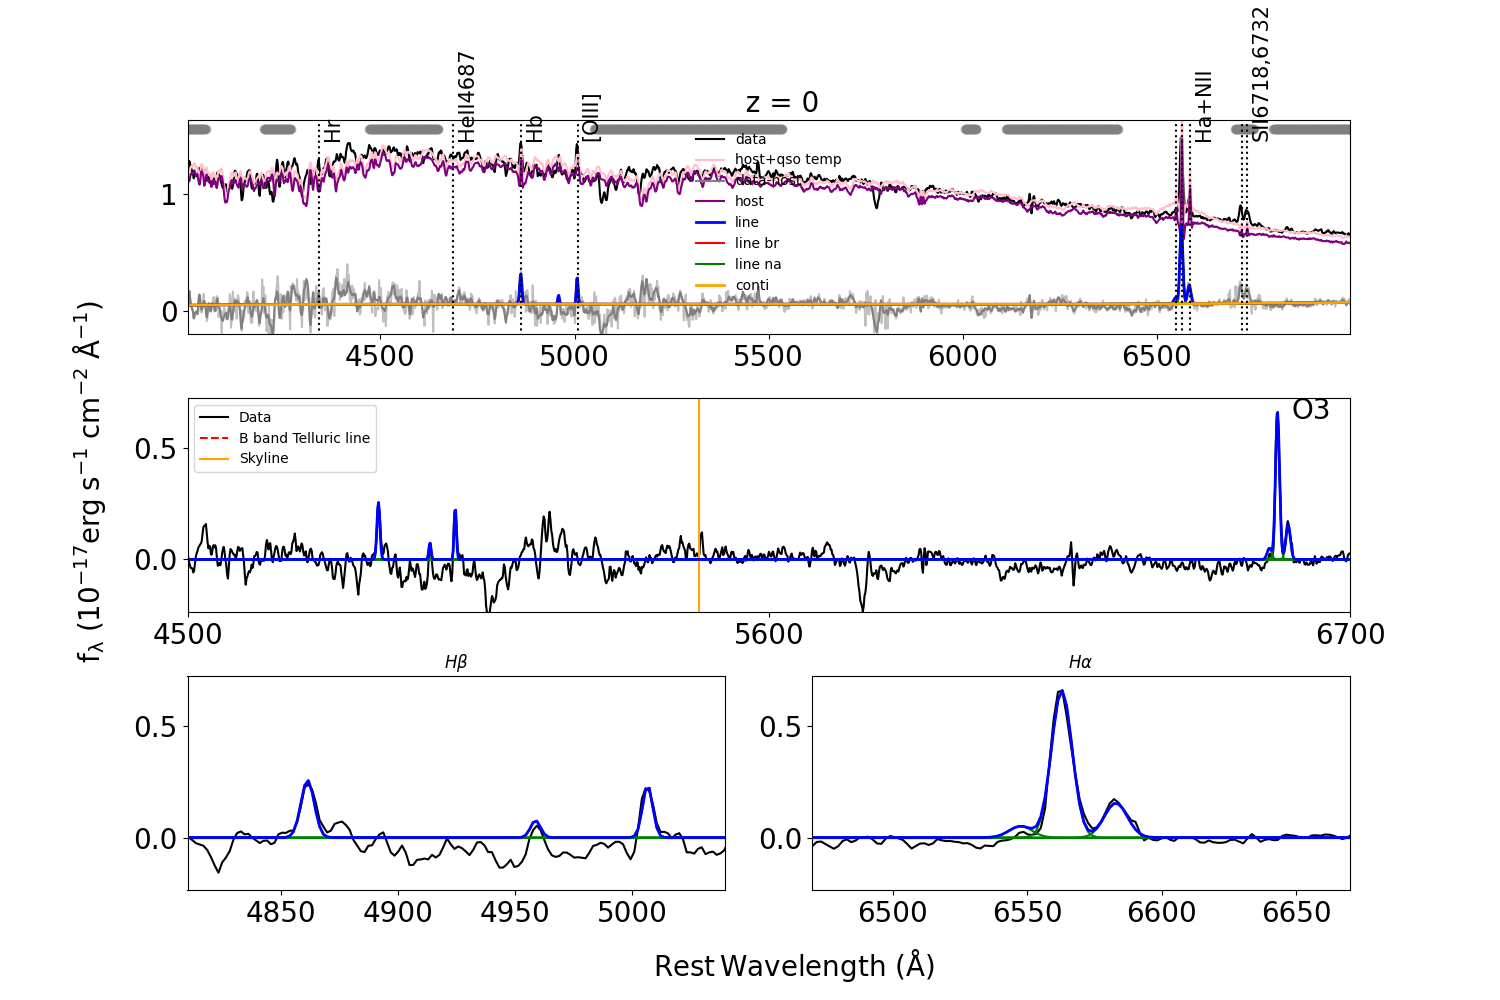 z = 0
Hr
HeII4687
Hb
[OIII]
Ha+NII
SII6718,6732
data
host+qso temp
data-host
host
line
line br
line na
conti
1
0
4500
5000
5500
6000
6500
Data
B band Telluric line
Skyline
O3
0.5
0.0
4500
5600
6700
fλ (10⁻¹⁷erg s⁻¹ cm⁻² Å⁻¹)
Hβ
0.5
0.0
4850
4900
4950
5000
Hα
0.5
0.0
6500
6550
6600
6650
Rest Wavelength (Å)